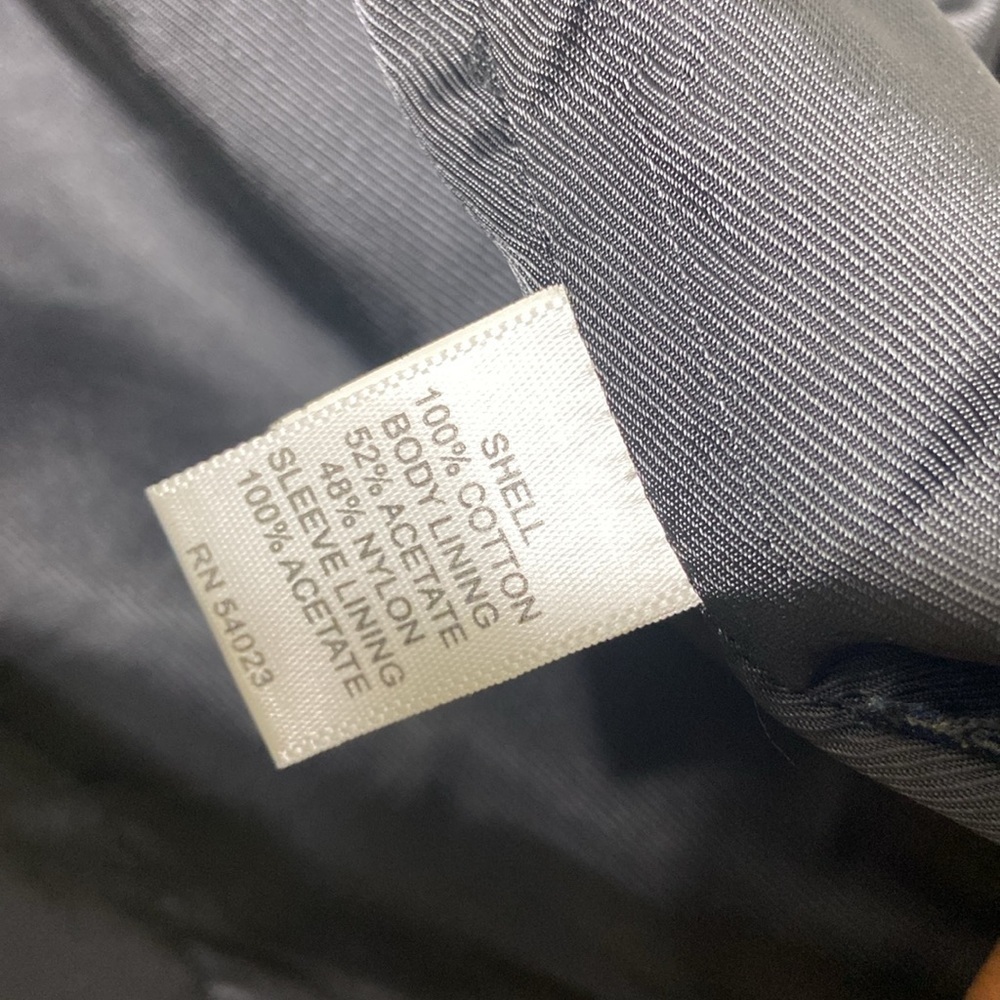 SHELL
100% COTTON
BODY LINING
52% ACETATE
48% NYLON
SLEEVE LINING
100% ACETATE
RN 54023